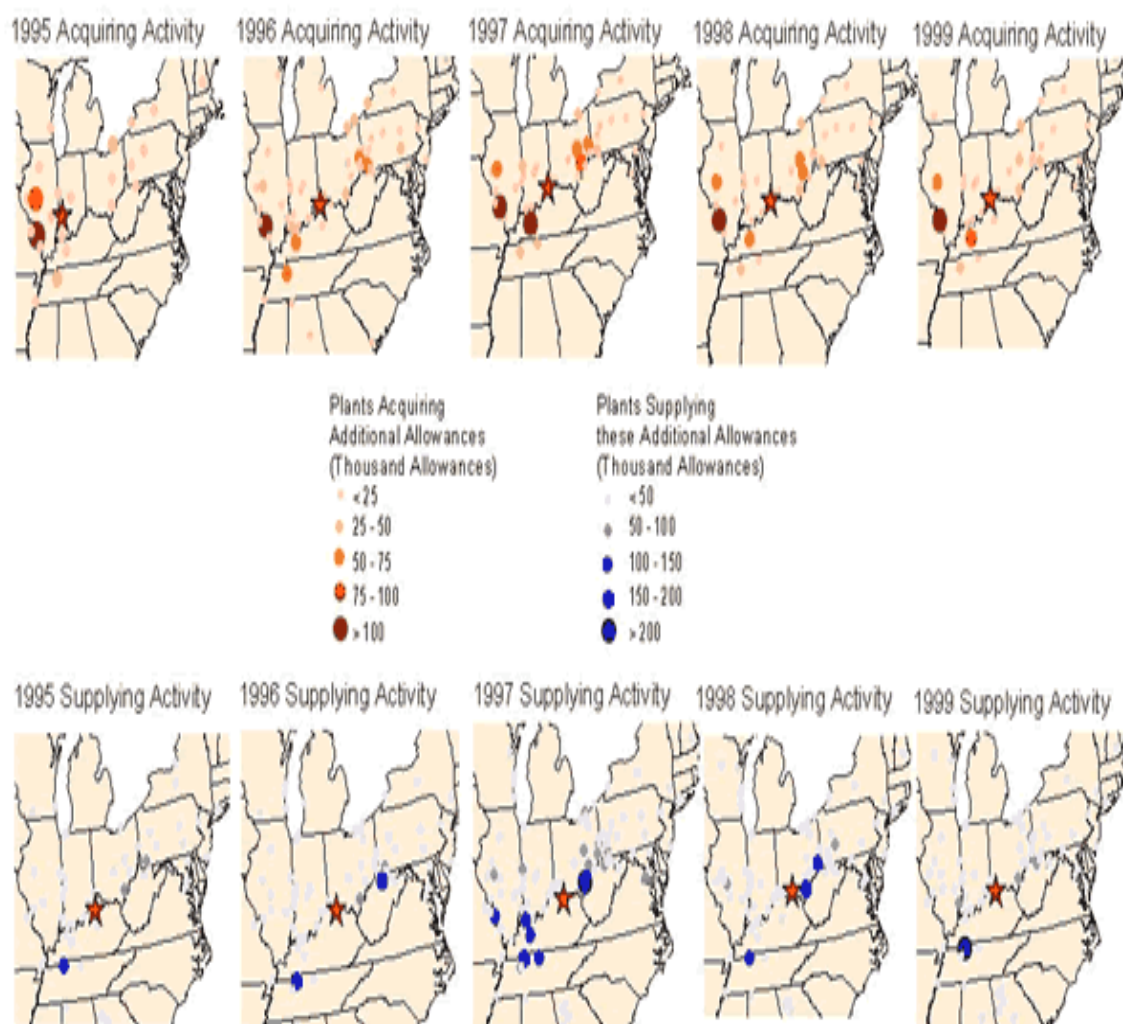 1995 Acquiring Activity
1996 Acquiring Activity
1997 Acquiring Activity
1998 Acquiring Activity
1999 Acquiring Activity
Plants Acquiring
Additional Allowances
(Thousand Allowances)
< 25
25 - 50
50 - 75
75 - 100
> 100
Plants Supplying
these Additional Allowances
(Thousand Allowances)
< 50
50 - 100
100 - 150
150 - 200
> 200
1995 Supplying Activity
1996 Supplying Activity
1997 Supplying Activity
1998 Supplying Activity
1999 Supplying Activity